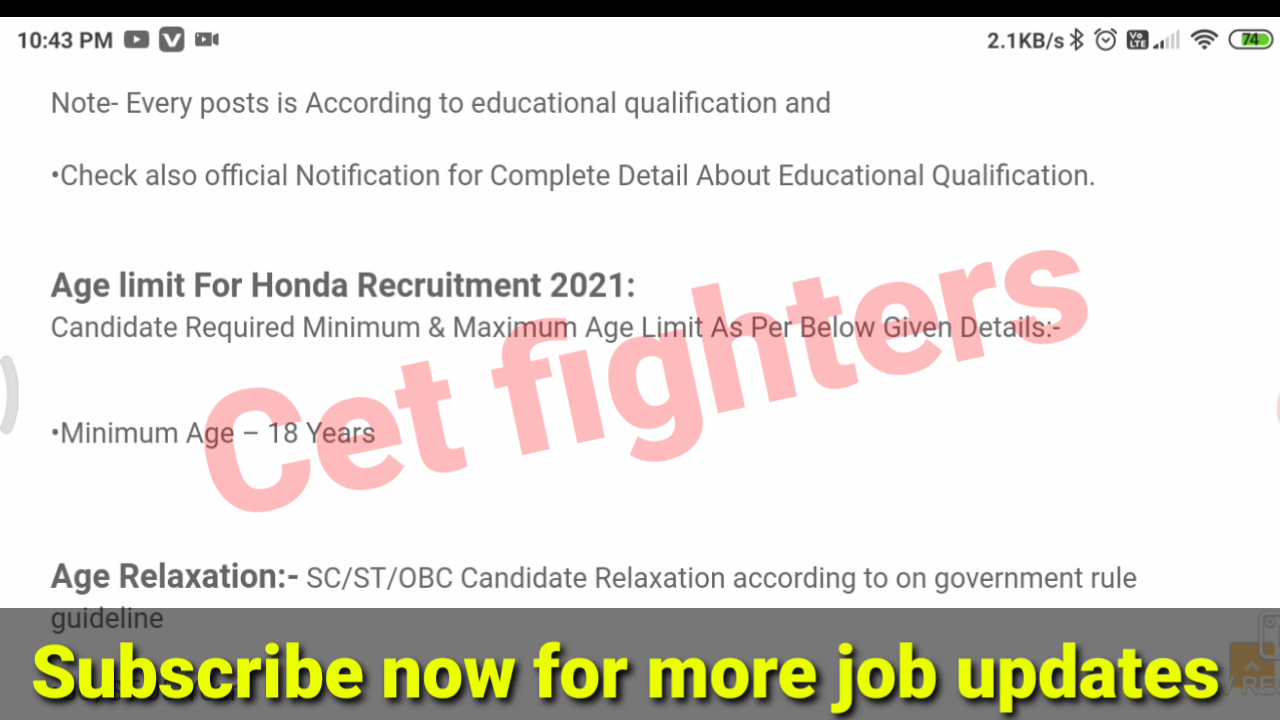 10:43 PM
2.1KB/s
Vo LTE
74
Note- Every posts is According to educational qualification and
•Check also official Notification for Complete Detail About Educational Qualification.
Age limit For Honda Recruitment 2021:
Candidate Required Minimum & Maximum Age Limit As Per Below Given Details:-
Cet fighters
•Minimum Age – 18 Years
Age Relaxation:- SC/ST/OBC Candidate Relaxation according to on government rule
guideline
Subscribe now for more job updates